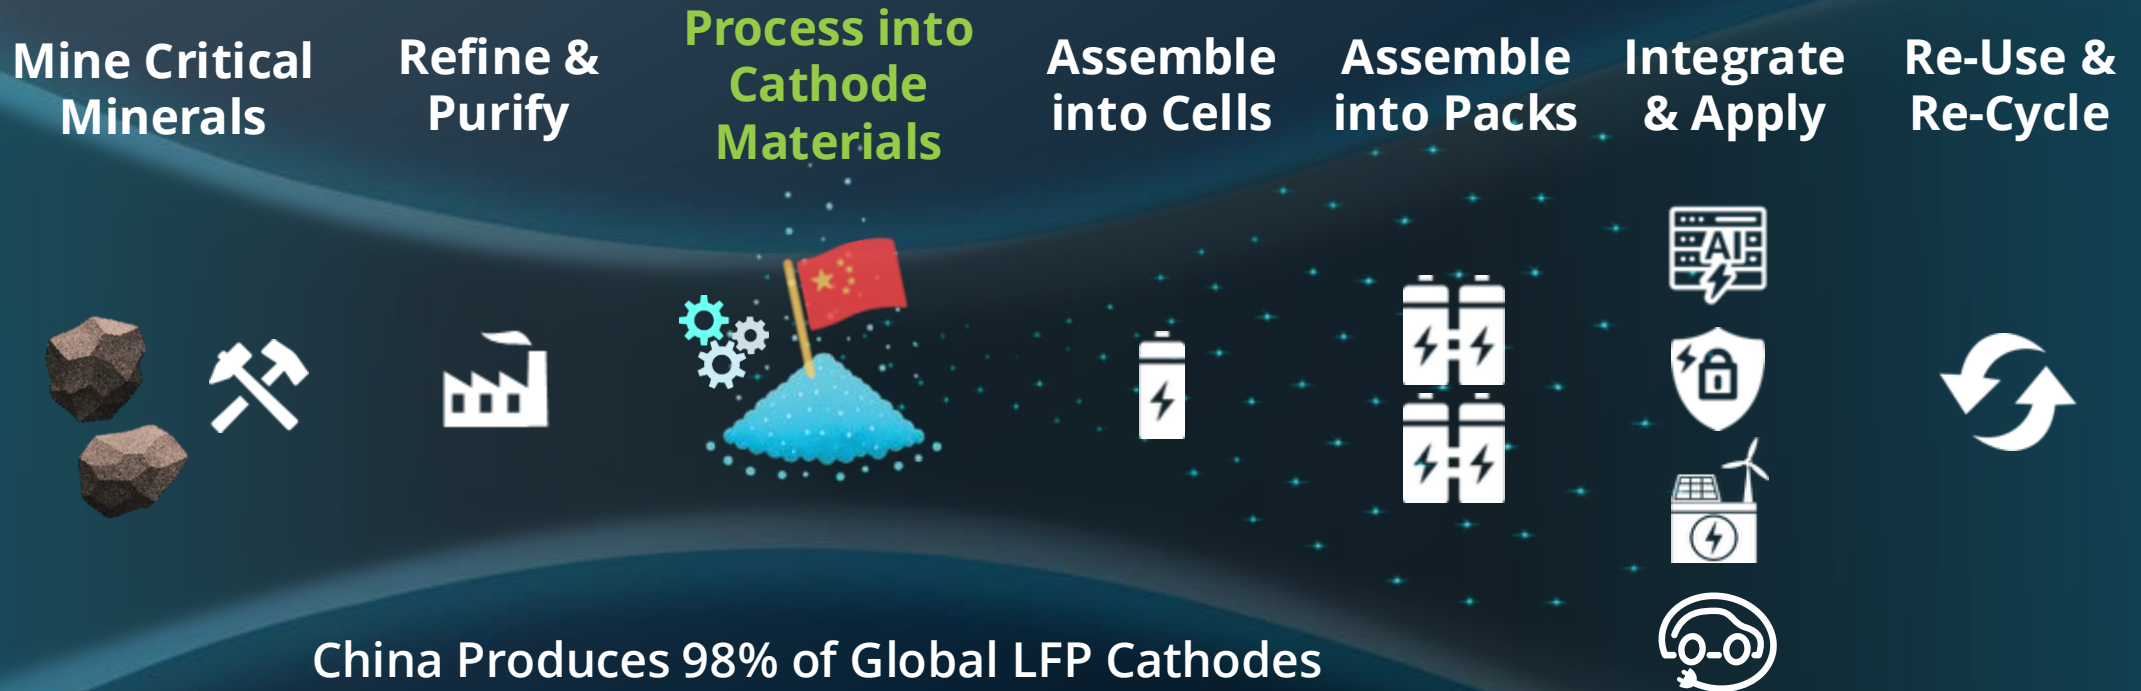 Mine Critical
Minerals
Refine &
Purify
Process into
Cathode
Materials
Assemble
into Cells
Assemble
into Packs
Integrate
& Apply
Re-Use &
Re-Cycle
AI
China Produces 98% of Global LFP Cathodes